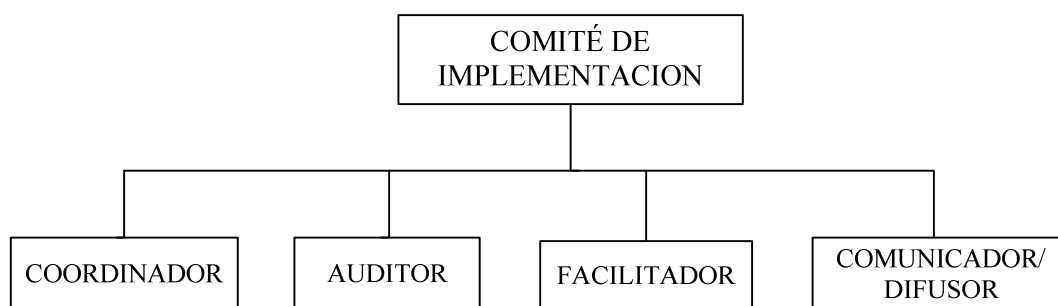 COMITÉ DE
IMPLEMENTACION
COORDINADOR
AUDITOR
FACILITADOR
COMUNICADOR/
DIFUSOR